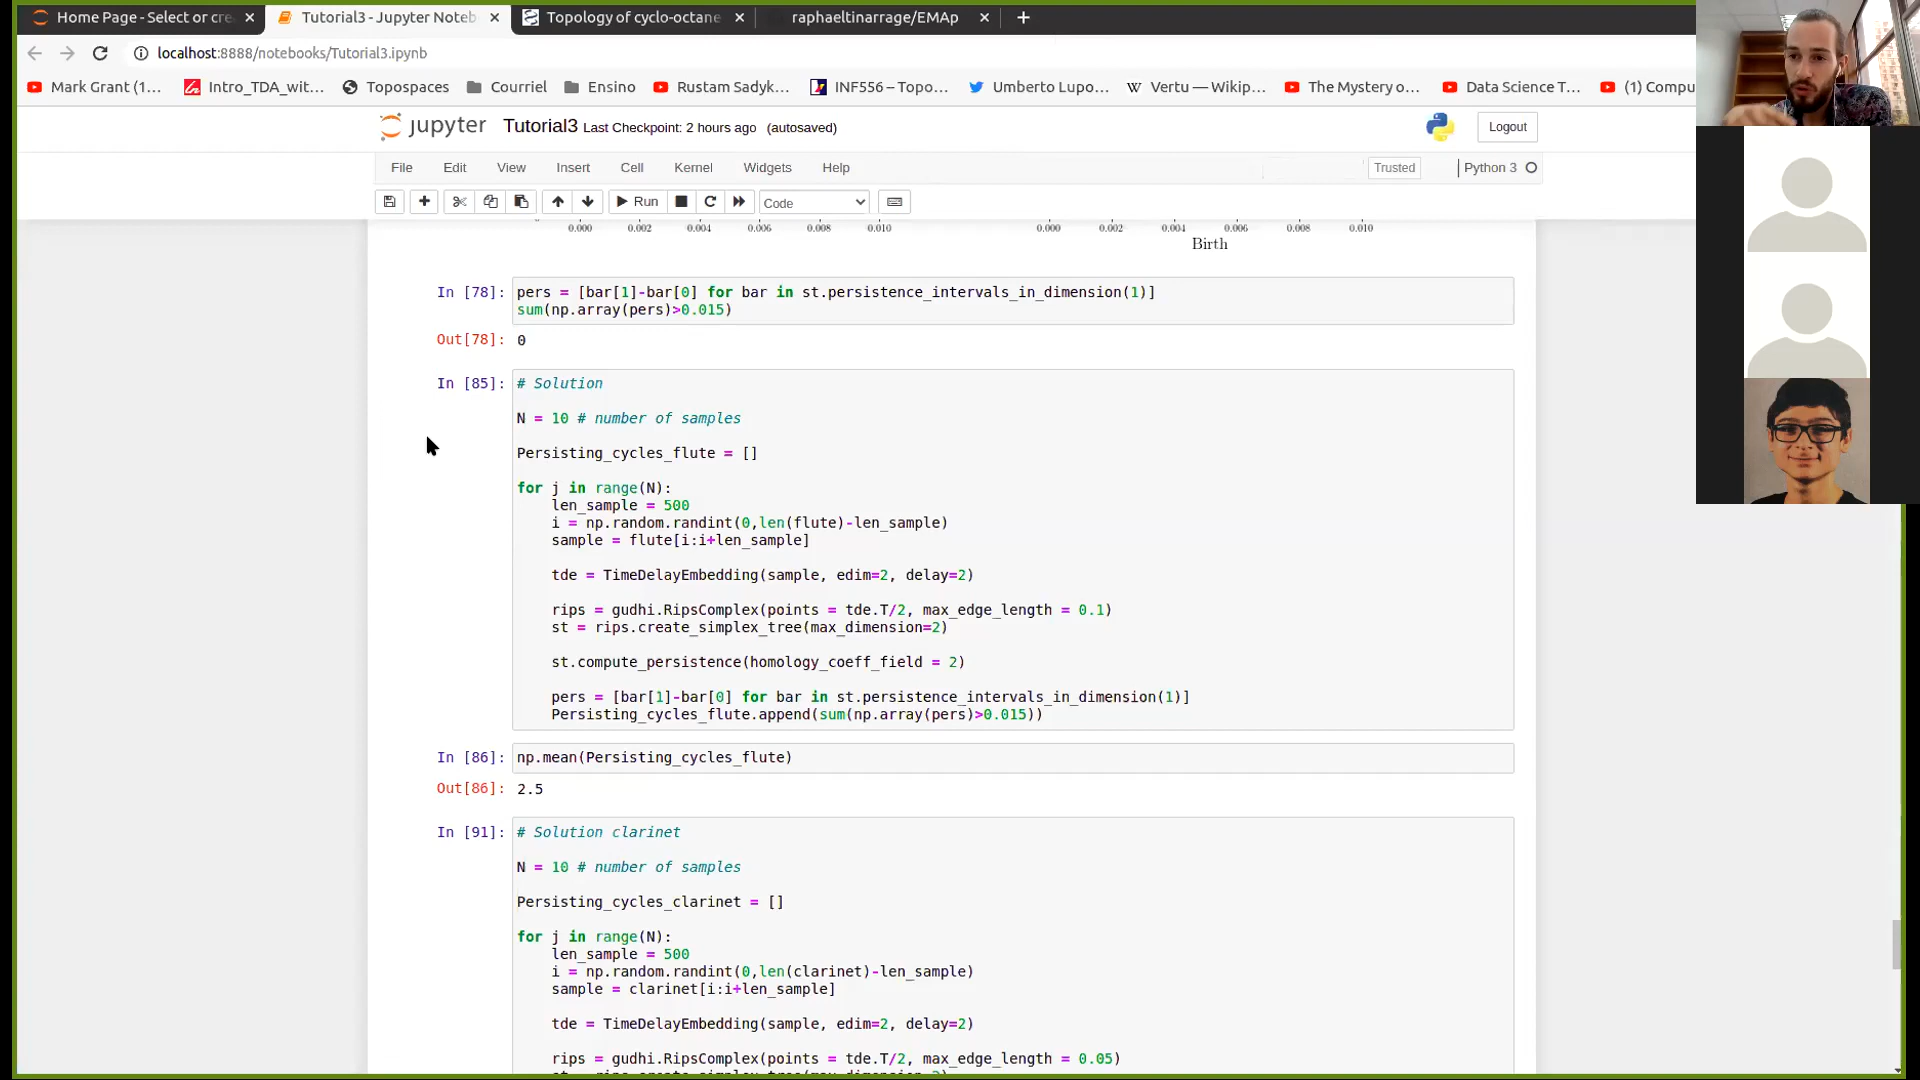 Home Page - Select or cre
Tutorial3 - Jupyter Noteb
Topology of cyclo-octane
raphaeltinarrage/EMAp
localhost:8888/notebooks/Tutorial3.ipynb
Mark Grant (1...
Intro_TDA_wit...
Topospaces
Courriel
Ensino
Rustam Sadyk...
INF556 – Topo...
Umberto Lupo...
Vertu — Wikip...
The Mystery o...
Data Science T...
(1) Compu
jupyter Tutorial3 Last Checkpoint: 2 hours ago (autosaved)
Logout
File Edit View Insert Cell Kernel Widgets Help
Trusted
Python 3
Run
Code
0.000 0.002 0.004 0.006 0.008 0.010 0.000 0.002 0.004 0.006 0.008 0.010
Birth
In [78]: pers = [bar[1]-bar[0] for bar in st.persistence_intervals_in_dimension(1)]
sum(np.array(pers)>0.015)
Out[78]: 0
In [85]: # Solution
N = 10 # number of samples
Persisting_cycles_flute = []
for j in range(N):
len_sample = 500
i = np.random.randint(0,len(flute)-len_sample)
sample = flute[i:i+len_sample]
tde = TimeDelayEmbedding(sample, edim=2, delay=2)
rips = gudhi.RipsComplex(points = tde.T/2, max_edge_length = 0.1)
st = rips.create_simplex_tree(max_dimension=2)
st.compute_persistence(homology_coeff_field = 2)
pers = [bar[1]-bar[0] for bar in st.persistence_intervals_in_dimension(1)]
Persisting_cycles_flute.append(sum(np.array(pers)>0.015))
In [86]: np.mean(Persisting_cycles_flute)
Out[86]: 2.5
In [91]: # Solution clarinet
N = 10 # number of samples
Persisting_cycles_clarinet = []
for j in range(N):
len_sample = 500
i = np.random.randint(0,len(clarinet)-len_sample)
sample = clarinet[i:i+len_sample]
tde = TimeDelayEmbedding(sample, edim=2, delay=2)
rips = gudhi.RipsComplex(points = tde.T/2, max_edge_length = 0.05)